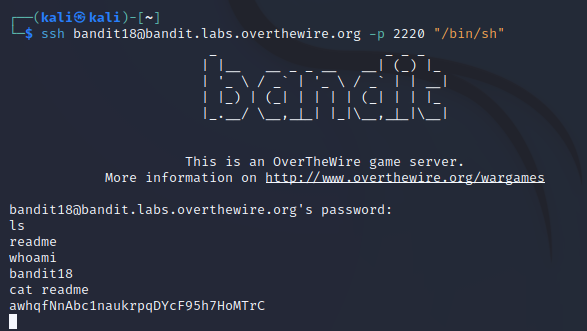 (kali㉿kali)-[~]
$ ssh bandit18@bandit.labs.overthewire.org -p 2220 "/bin/sh"
bandit
This is an OverTheWire game server.
More information on http://www.overthewire.org/wargames
bandit18@bandit.labs.overthewire.org's password:
ls
readme
whoami
bandit18
cat readme
awhqfNnAbc1naukrpqDYcF95h7HoMTrC